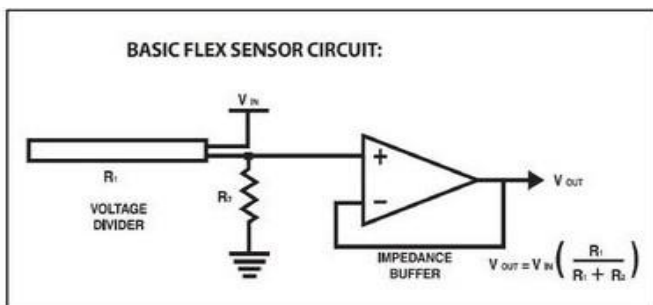 BASIC FLEX SENSOR CIRCUIT:
V IN
R₁
R₂
VOLTAGE
DIVIDER
+
−
V OUT
IMPEDANCE
BUFFER
V OUT = V IN ( R₁ / R₁ + R₂ )